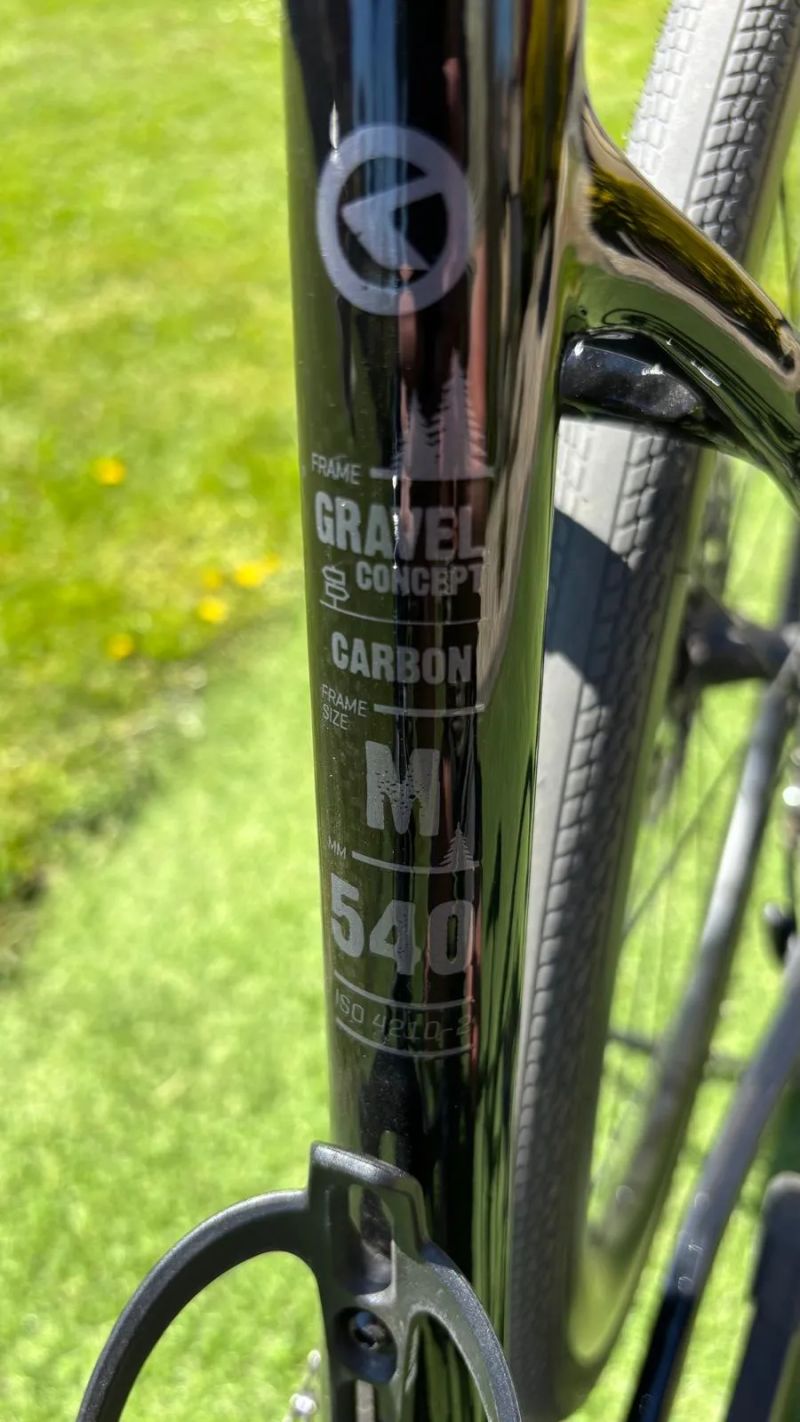 FRAME
GRAVEL
CONCEPT
CARBON
FRAME
SIZE
M
MM
540
ISO 4210-2